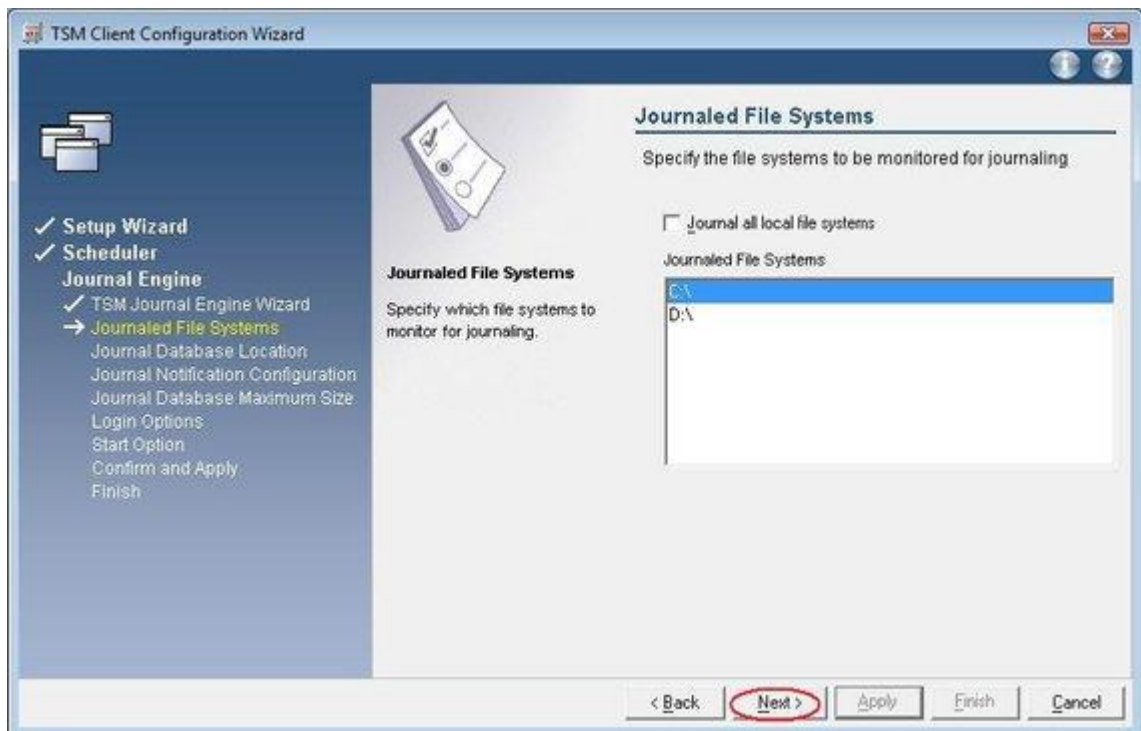 TSM Client Configuration Wizard
Setup Wizard
Scheduler
Journal Engine
TSM Journal Engine Wizard
Journaled File Systems
Journal Database Location
Journal Notification Configuration
Journal Database Maximum Size
Login Options
Start Option
Confirm and Apply
Finish
Journaled File Systems
Specify which file systems to
monitor for journaling.
Journaled File Systems
Specify the file systems to be monitored for journaling
Journal all local file systems
Journaled File Systems
C:\
D:\
< Back
Next >
Apply
Finish
Cancel